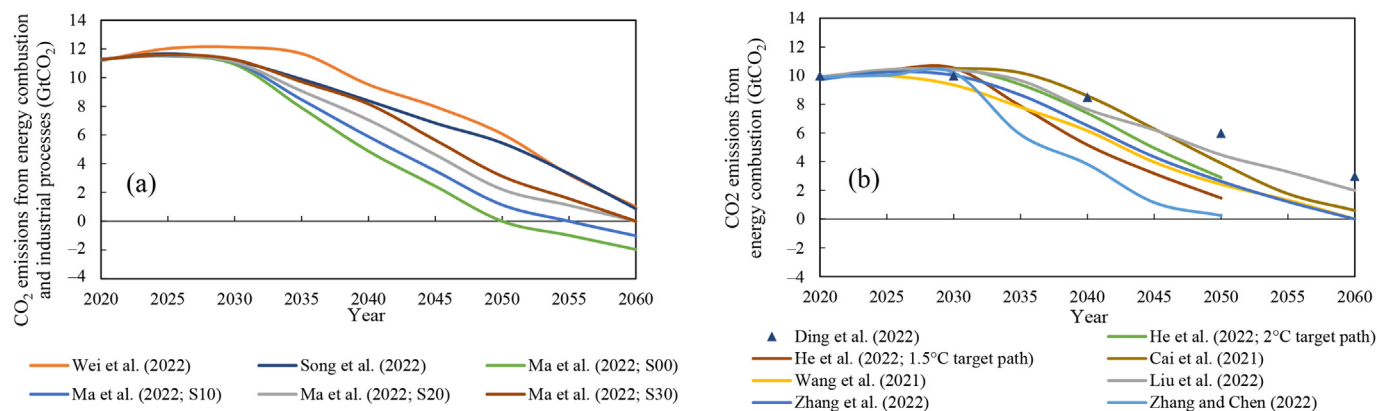 CO₂ emissions from energy combustion
and industrial processes (GtCO₂)
14
12
10
8
6
4
2
0
–2
–4
(a)
2020 2025 2030 2035 2040 2045 2050 2055 2060
Year
Wei et al. (2022) Song et al. (2022) Ma et al. (2022; S00)
Ma et al. (2022; S10) Ma et al. (2022; S20) Ma et al. (2022; S30)
CO2 emissions from
energy combustion (GtCO₂)
14
12
10
8
6
4
2
0
–2
–4
(b)
2020 2025 2030 2035 2040 2045 2050 2055 2060
Year
Ding et al. (2022) He et al. (2022; 2°C target path)
He et al. (2022; 1.5°C target path) Cai et al. (2021)
Wang et al. (2021) Liu et al. (2022)
Zhang et al. (2022) Zhang and Chen (2022)